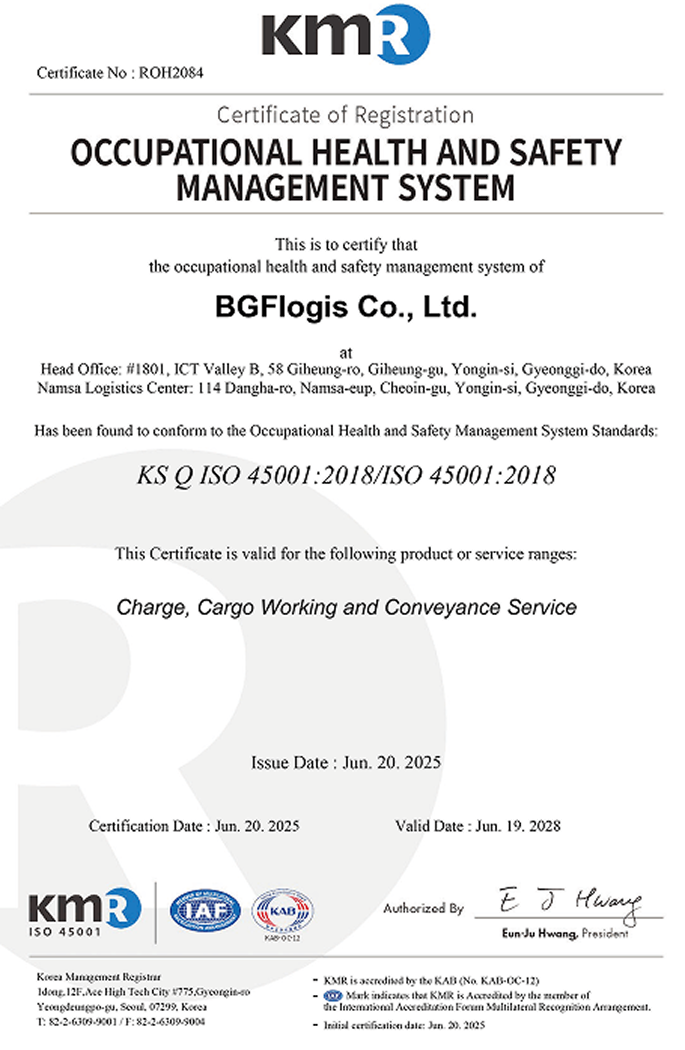 KMR
Certificate No : ROH2084
Certificate of Registration
OCCUPATIONAL HEALTH AND SAFETY
MANAGEMENT SYSTEM
This is to certify that
the occupational health and safety management system of
BGFlogis Co., Ltd.
at
Head Office: #1801, ICT Valley B, 58 Giheung-ro, Giheung-gu, Yongin-si, Gyeonggi-do, Korea
Namsa Logistics Center: 114 Dangha-ro, Namsa-eup, Cheoin-gu, Yongin-si, Gyeonggi-do, Korea
Has been found to conform to the Occupational Health and Safety Management System Standards:
KS Q ISO 45001:2018/ISO 45001:2018
This Certificate is valid for the following product or service ranges:
Charge, Cargo Working and Conveyance Service
Issue Date : Jun. 20. 2025
Certification Date : Jun. 20. 2025
Valid Date : Jun. 19. 2028
KMR
ISO 45001
IAF
KAB
KAB-OC-12
Authorized By
E J Hwang
Eun-Ju Hwang, President
Korea Management Registrar
1dong,12F,Ace High Tech City #775,Gyeongin-ro
Yeongdeungpo-gu, Seoul, 07299, Korea
T: 82-2-6309-9001 / F: 82-2-6309-9004
- KMR is accredited by the KAB (No. KAB-OC-12)
- IAF Mark indicates that KMR is Accredited by the member of
the International Accreditation Forum Multilateral Recognition Arrangement.
- Initial certification date: Jun. 20. 2025